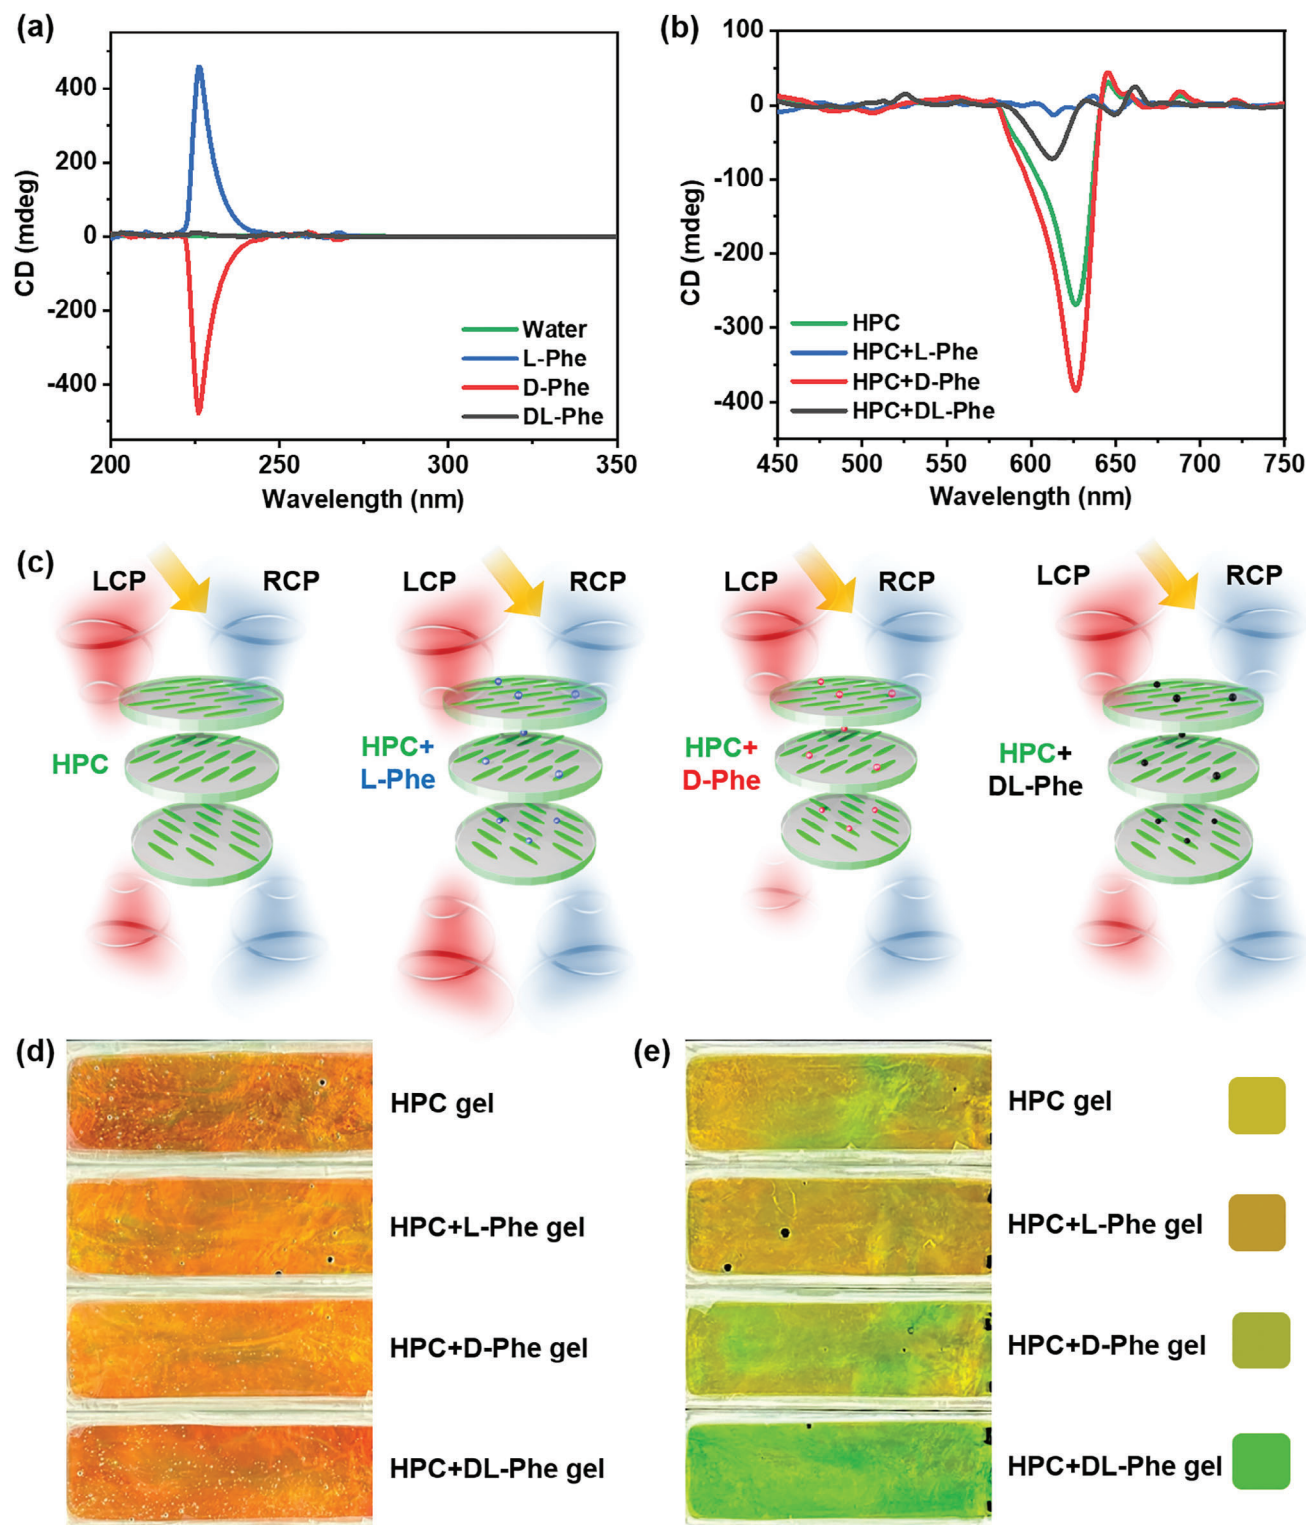 (a)
400
200
0
-200
-400
CD (mdeg)
Water
L-Phe
D-Phe
DL-Phe
200
250
300
350
Wavelength (nm)
(b)
100
0
-100
-200
-300
-400
CD (mdeg)
HPC
HPC+L-Phe
HPC+D-Phe
HPC+DL-Phe
450
500
550
600
650
700
750
Wavelength (nm)
(c)
LCP
RCP
HPC
LCP
RCP
HPC+
L-Phe
LCP
RCP
HPC+
D-Phe
LCP
RCP
HPC+
DL-Phe
(d)
HPC gel
HPC+L-Phe gel
HPC+D-Phe gel
HPC+DL-Phe gel
(e)
HPC gel
HPC+L-Phe gel
HPC+D-Phe gel
HPC+DL-Phe gel